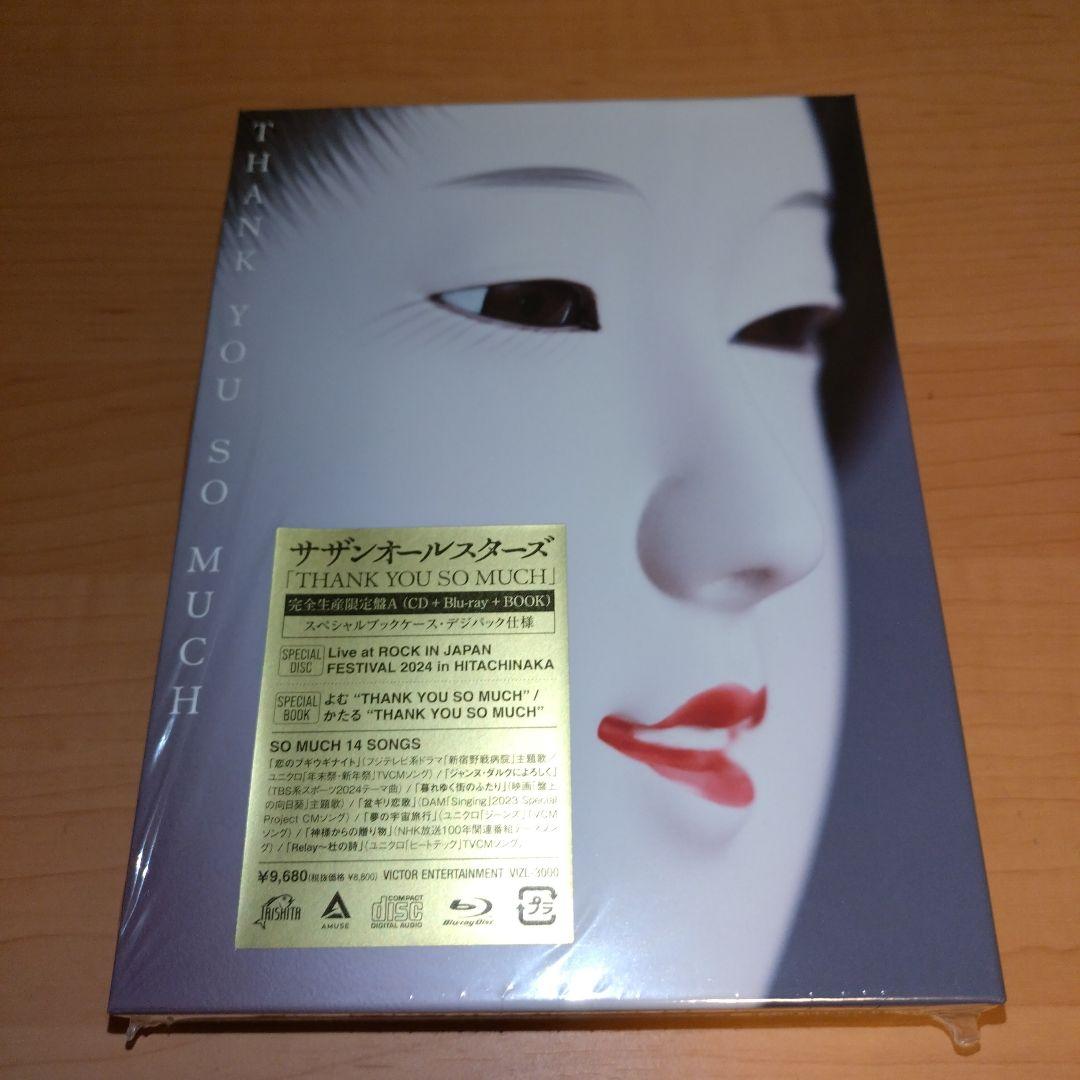 THANK YOU SO MUCH
サザンオールスターズ
「THANK YOU SO MUCH」
完全生産限定盤A(CD+Blu-ray+BOOK)
スペシャルブックケース・デジパック仕様
SPECIAL DISC
Live at ROCK IN JAPAN
FESTIVAL 2024 in HITACHINAKA
SPECIAL BOOK
よむ “THANK YOU SO MUCH” /
かたる “THANK YOU SO MUCH”
SO MUCH 14 SONGS
「恋のブギウギナイト」(フジテレビ系ドラマ「新宿野戦病院」主題歌/
ユニクロ「年末祭・新年祭」TVCMソング) /「ジャンヌ・ダルクによろしく」
(TBS系スポーツ2024テーマ曲) /「暮れゆく街のふたり」(映画「盤上
の向日葵」主題歌) /「盆ギリ恋歌」(DAM「Singing」2023 Special
Project CMソング) /「夢の宇宙旅行」(ユニクロ「ジーンズ」TVCM
ソング) /「神様からの贈り物」(NHK放送100年関連番組テーマソン
グ) /「Relay〜杜の詩」(ユニクロ「ヒートテック」TVCMソング)
¥9,680(税抜価格 ¥8,800) VICTOR ENTERTAINMENT VIZL-3000
TAISHITA
AMUSE
COMPACT disc DIGITAL AUDIO
Blu-ray Disc
プラ